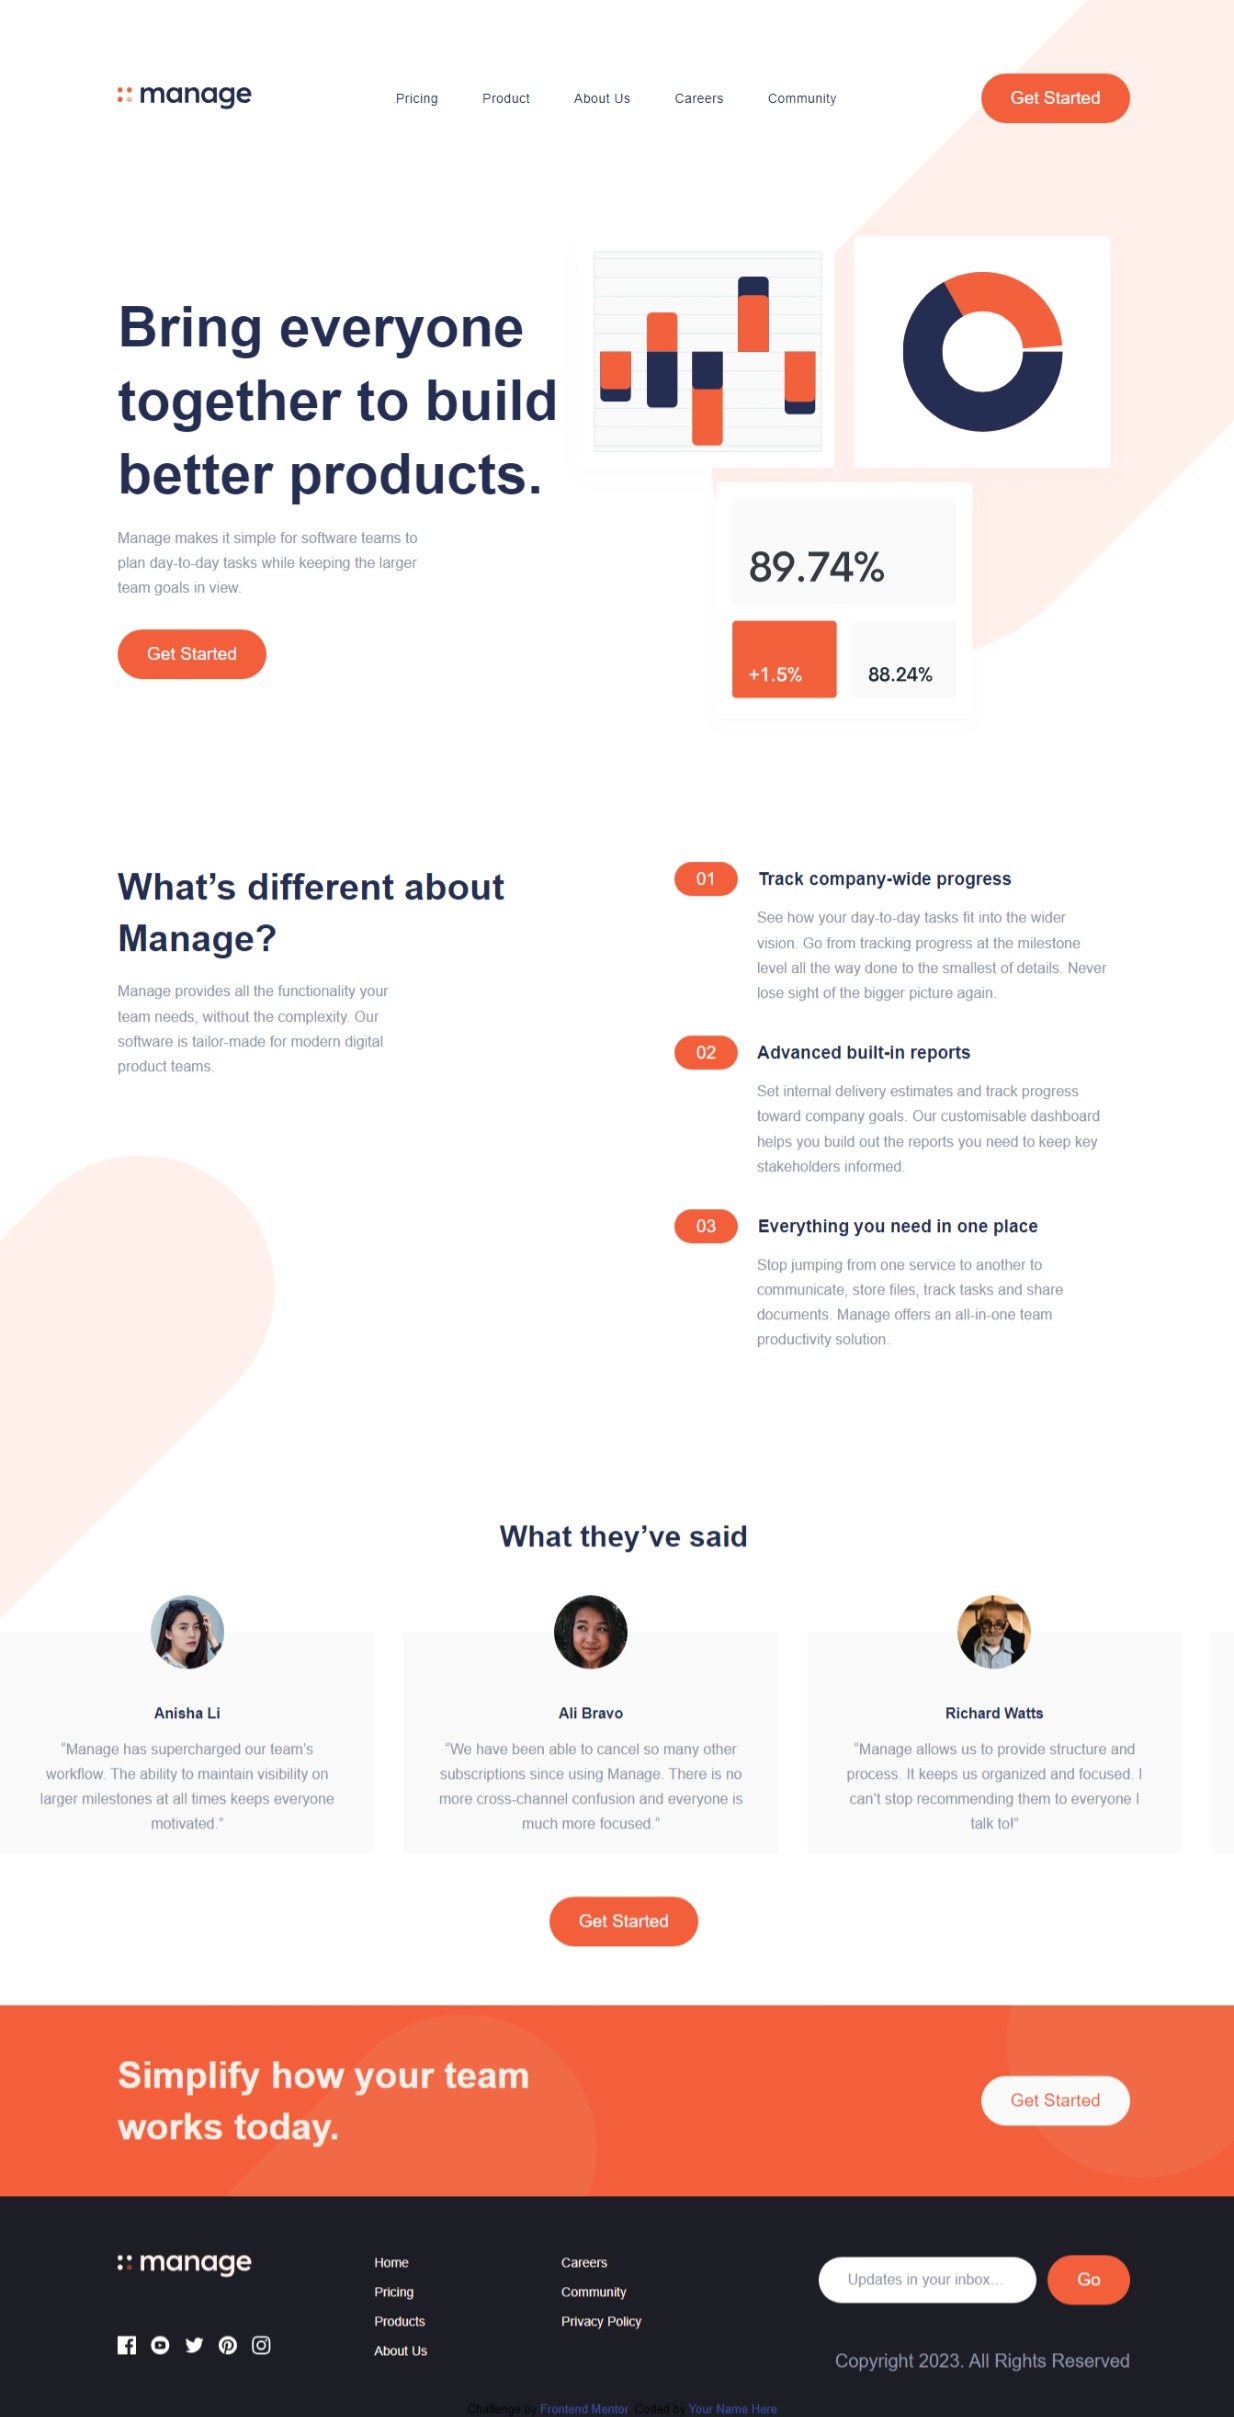 manage
Pricing
Product
About Us
Careers
Community
Get Started
Bring everyone
together to build
better products.
Manage makes it simple for software teams to
plan day-to-day tasks while keeping the larger
team goals in view.
Get Started
89.74%
+1.5%
88.24%
What’s different about
Manage?
Manage provides all the functionality your
team needs, without the complexity. Our
software is tailor-made for modern digital
product teams.
01
Track company-wide progress
See how your day-to-day tasks fit into the wider
vision. Go from tracking progress at the milestone
level all the way done to the smallest of details. Never
lose sight of the bigger picture again.
02
Advanced built-in reports
Set internal delivery estimates and track progress
toward company goals. Our customisable dashboard
helps you build out the reports you need to keep key
stakeholders informed.
03
Everything you need in one place
Stop jumping from one service to another to
communicate, store files, track tasks and share
documents. Manage offers an all-in-one team
productivity solution.
What they’ve said
Anisha Li
“Manage has supercharged our team’s
workflow. The ability to maintain visibility on
larger milestones at all times keeps everyone
motivated.”
Ali Bravo
“We have been able to cancel so many other
subscriptions since using Manage. There is no
more cross-channel confusion and everyone is
much more focused.”
Richard Watts
“Manage allows us to provide structure and
process. It keeps us organized and focused. I
can’t stop recommending them to everyone I
talk to!”
Get Started
Simplify how your team
works today.
Get Started
manage
Home
Pricing
Products
About Us
Careers
Community
Privacy Policy
Updates in your inbox…
Go
Copyright 2023. All Rights Reserved
Challenge by Frontend Mentor. Coded by Your Name Here